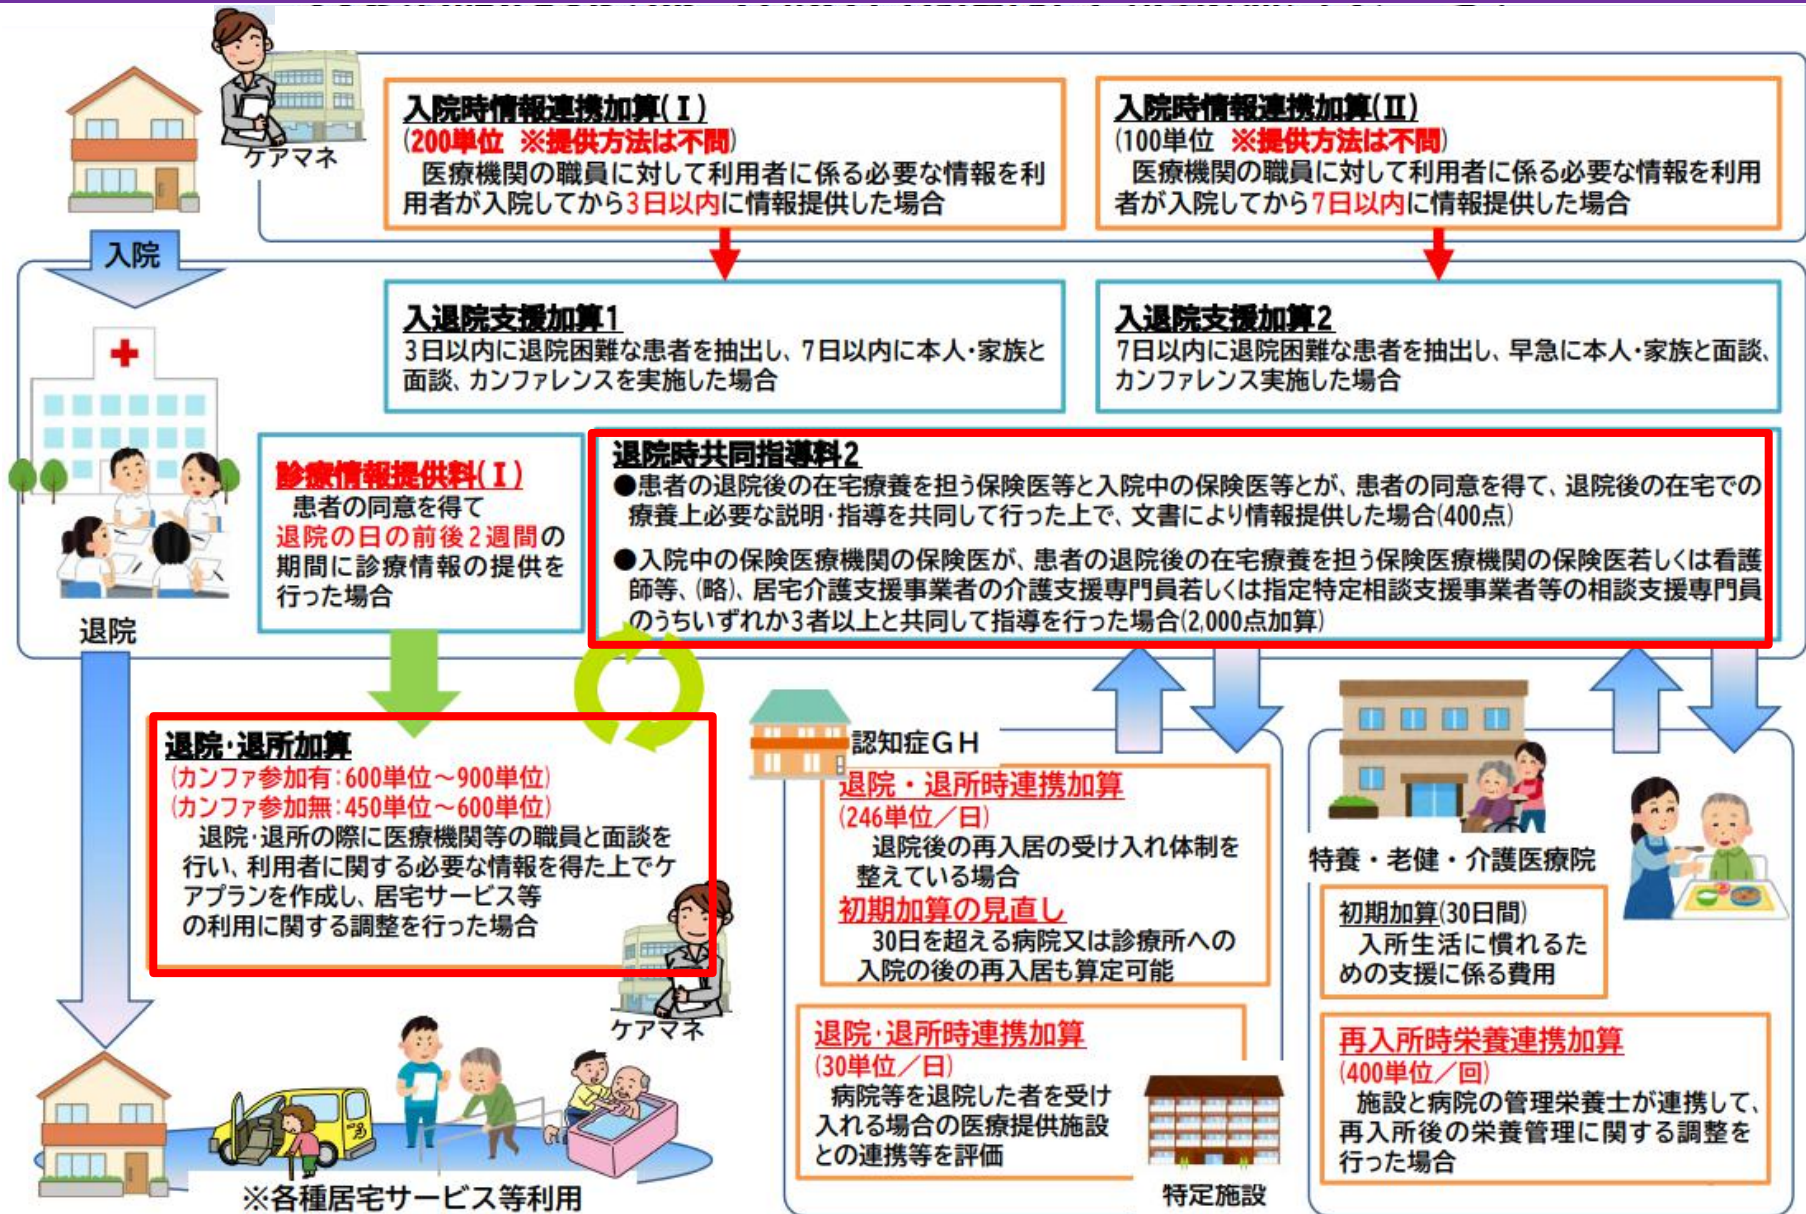 ケアマネ
入院時情報連携加算(Ⅰ)
(200単位 ※提供方法は不問)
医療機関の職員に対して利用者に係る必要な情報を利
用者が入院してから3日以内に情報提供した場合
入院時情報連携加算(Ⅱ)
(100単位 ※提供方法は不問)
医療機関の職員に対して利用者に係る必要な情報を利用
者が入院してから7日以内に情報提供した場合
入院
入退院支援加算1
3日以内に退院困難な患者を抽出し、7日以内に本人・家族と
面談、カンファレンスを実施した場合
入退院支援加算2
7日以内に退院困難な患者を抽出し、早急に本人・家族と面談、
カンファレンス実施した場合
診療情報提供料(Ⅰ)
患者の同意を得て
退院の日の前後2週間の
期間に診療情報の提供を
行った場合
退院時共同指導料2
●患者の退院後の在宅療養を担う保険医等と入院中の保険医等とが、患者の同意を得て、退院後の在宅での
療養上必要な説明・指導を共同して行った上で、文書により情報提供した場合(400点)
●入院中の保険医療機関の保険医が、患者の退院後の在宅療養を担う保険医療機関の保険医若しくは看護
師等、(略)、居宅介護支援事業者の介護支援専門員若しくは指定特定相談支援事業者等の相談支援専門員
のうちいずれか3者以上と共同して指導を行った場合(2,000点加算)
退院
退院・退所加算
(カンファ参加有:600単位～900単位)
(カンファ参加無:450単位～600単位)
退院・退所の際に医療機関等の職員と面談を
行い、利用者に関する必要な情報を得た上でケ
アプランを作成し、居宅サービス等
の利用に関する調整を行った場合
ケアマネ
※各種居宅サービス等利用
認知症GH
退院・退所時連携加算
(246単位／日)
退院後の再入居の受け入れ体制を
整えている場合
初期加算の見直し
30日を超える病院又は診療所への
入院の後の再入居も算定可能
退院・退所時連携加算
(30単位／日)
病院等を退院した者を受け
入れる場合の医療提供施設
との連携等を評価
特定施設
特養・老健・介護医療院
初期加算(30日間)
入所生活に慣れるた
めの支援に係る費用
再入所時栄養連携加算
(400単位／回)
施設と病院の管理栄養士が連携して、
再入所後の栄養管理に関する調整を
行った場合